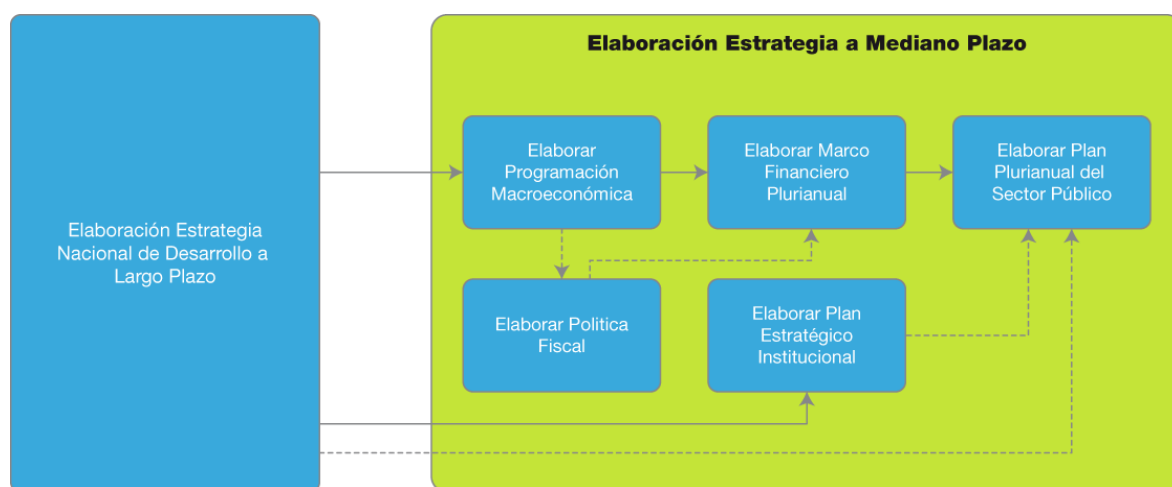 Elaboración Estrategia
Nacional de Desarrollo a
Largo Plazo
Elaboración Estrategia a Mediano Plazo
Elaborar
Programación
Macroeconómica
Elaborar Marco
Financiero
Plurianual
Elaborar Plan
Plurianual del
Sector Público
Elaborar Politica
Fiscal
Elaborar Plan
Estratégico
Institucional